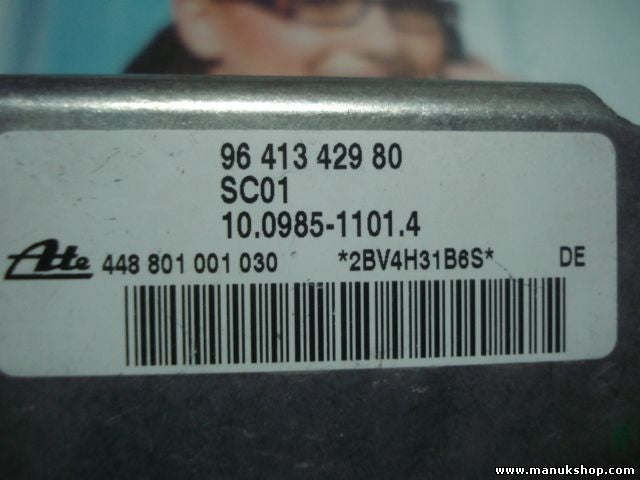 96 413 429 80
SC01
10.0985-1101.4
Ate 448 801 001 030 *2BV4H31B6S* DE
www.manukshop.com